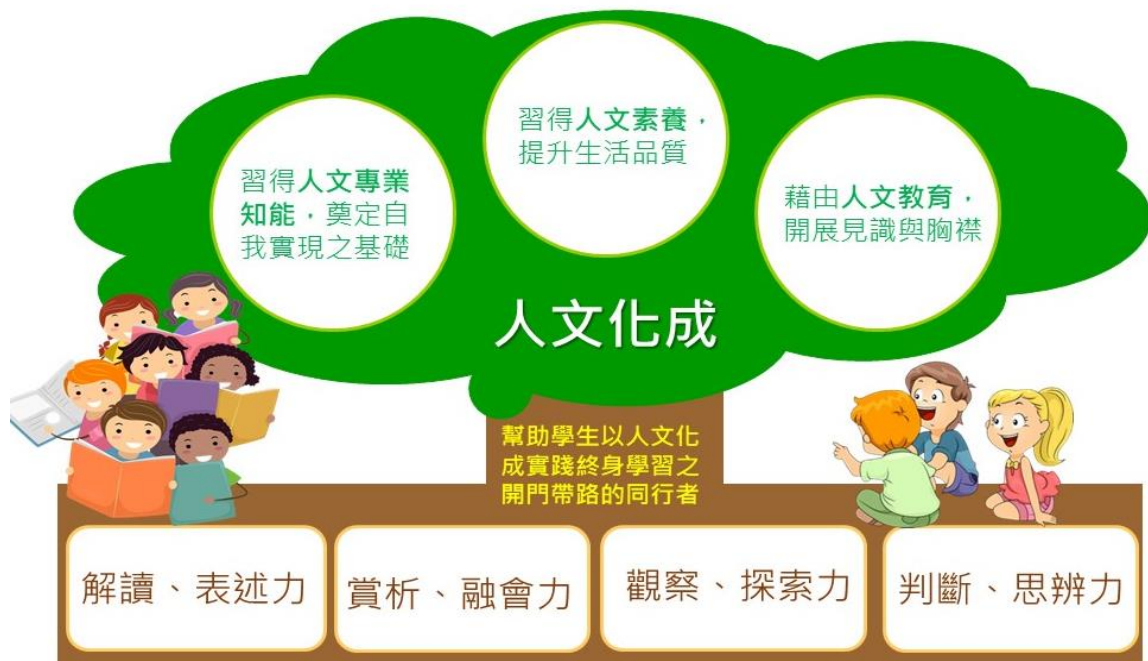 習得人文專業
知能，奠定自
我實現之基礎
習得人文素養，
提升生活品質
藉由人文教育，
開展見識與胸襟
人文化成
幫助學生以人文化
成實踐終身學習之
開門帶路的同行者
解讀、表述力
賞析、融會力
觀察、探索力
判斷、思辨力